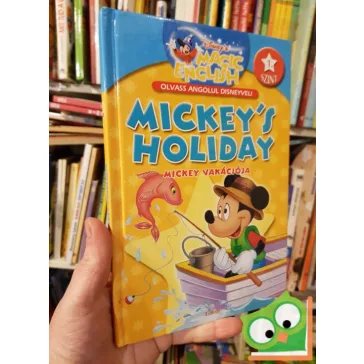 DISNEY'S
MAGIC
ENGLISH
OLVASS ANGOLUL DISNEYVEL!
1
SZINT
MICKEY'S
HOLIDAY
MICKEY VAKÁCIÓJA